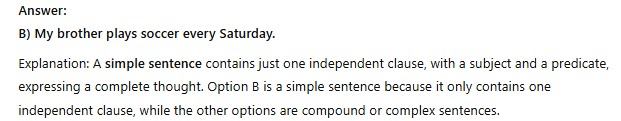 Answer:
B) My brother plays soccer every Saturday.
Explanation: A simple sentence contains just one independent clause, with a subject and a predicate,
expressing a complete thought. Option B is a simple sentence because it only contains one
independent clause, while the other options are compound or complex sentences.